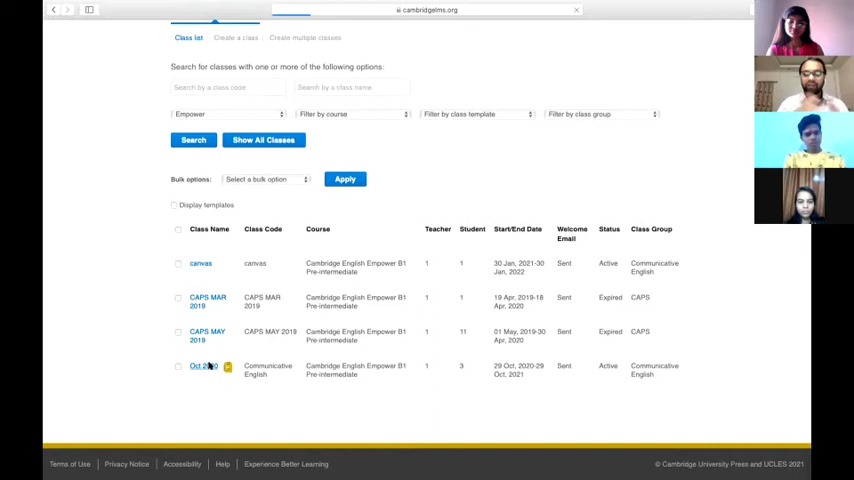 cambridgelms.org
Class list | Create a class | Create multiple classes
Search for classes with one or more of the following options:
Search by a class code Search by a class name
Empower Filter by course Filter by class template Filter by class group
Search Show All Classes
Bulk options: Select a bulk option Apply
Display templates
Class Name Class Code Course Teacher Student Start/End Date Welcome Status Class Group
Email
canvas canvas Cambridge English Empower B1 1 1 30 Jan, 2021-30 Sent Active Communicative
Pre-intermediate Jan, 2022 English
CAPS MAR CAPS MAR Cambridge English Empower B1 1 1 19 Apr, 2019-18 Sent Expired CAPS
2019 2019 Pre-intermediate Apr, 2020
CAPS MAY CAPS MAY 2019 Cambridge English Empower B1 1 11 01 May, 2019-30 Sent Expired CAPS
2019 Pre-intermediate Apr, 2020
Oct 2020 Communicative Cambridge English Empower B1 1 3 29 Oct, 2020-29 Sent Active Communicative
English Pre-intermediate Oct, 2021 English
Terms of Use | Privacy Notice | Accessibility | Help | Experience Better Learning © Cambridge University Press and UCLES 2021